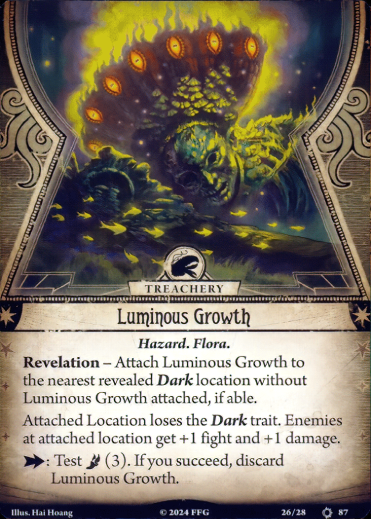 TREACHERY
Luminous Growth
Hazard. Flora.
Revelation – Attach Luminous Growth to
the nearest revealed Dark location without
Luminous Growth attached, if able.
Attached Location loses the Dark trait. Enemies
at attached location get +1 fight and +1 damage.
: Test (3). If you succeed, discard
Luminous Growth.
Illus. Hai Hoang © 2024 FFG 26/28 87